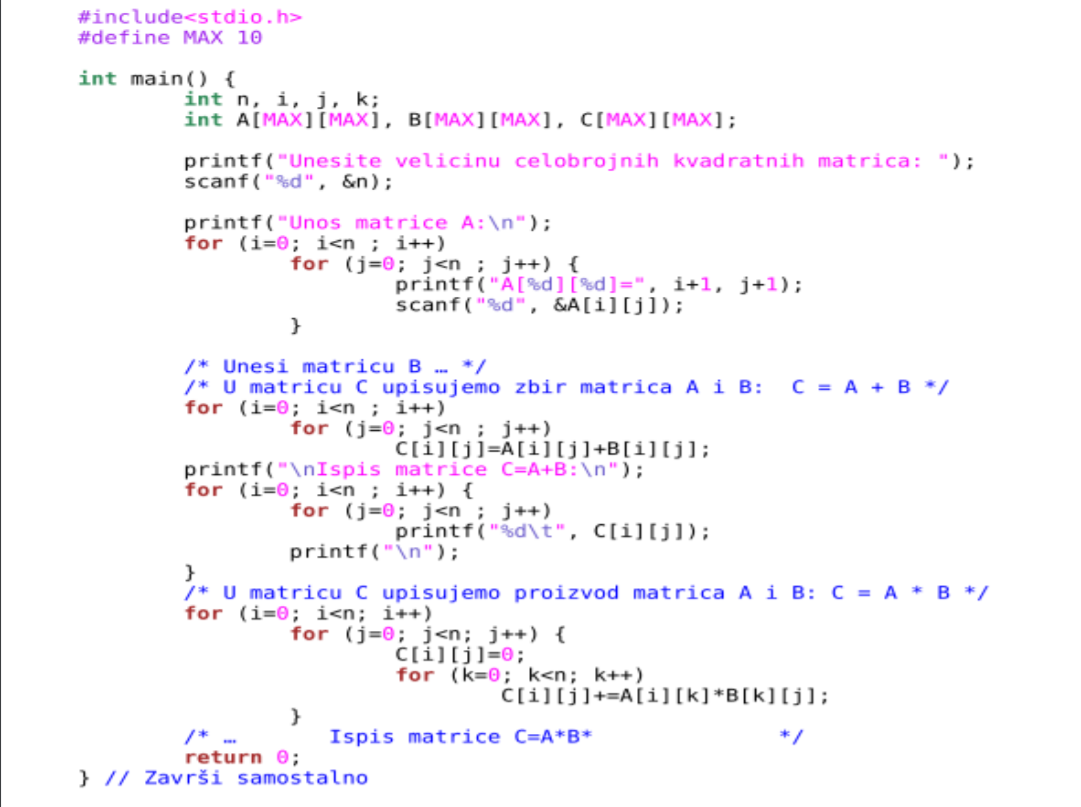 #include<stdio.h>
#define MAX 10
int main() {
int n, i, j, k;
int A[MAX][MAX], B[MAX][MAX], C[MAX][MAX];
printf("Unesite velicinu celobrojnih kvadratnih matrica: ");
scanf("%d", &n);
printf("Unos matrice A:\n");
for (i=0; i<n ; i++)
for (j=0; j<n ; j++) {
printf("A[%d][%d]=", i+1, j+1);
scanf("%d", &A[i][j]);
}
/* Unesi matricu B … */
/* U matricu C upisujemo zbir matrica A i B:  C = A + B */
for (i=0; i<n ; i++)
for (j=0; j<n ; j++)
C[i][j]=A[i][j]+B[i][j];
printf("\nIspis matrice C=A+B:\n");
for (i=0; i<n ; i++) {
for (j=0; j<n ; j++)
printf("%d\t", C[i][j]);
printf("\n");
}
/* U matricu C upisujemo proizvod matrica A i B: C = A * B */
for (i=0; i<n; i++)
for (j=0; j<n; j++) {
C[i][j]=0;
for (k=0; k<n; k++)
C[i][j]+=A[i][k]*B[k][j];
}
/* … Ispis matrice C=A*B* */
return 0;
} // Završi samostalno